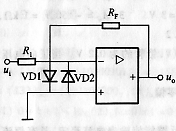 R_F
u_i
R_1
VD1
VD2
−
▷
+
+
u_o